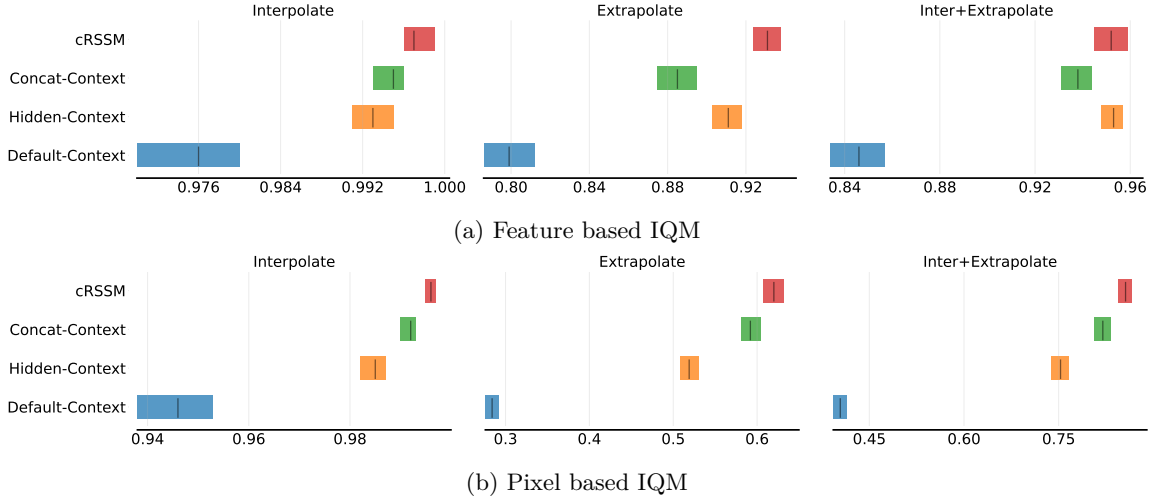 Interpolate Extrapolate Inter+Extrapolate
cRSSM
Concat-Context
Hidden-Context
Default-Context
0.976 0.984 0.992 1.000 0.80 0.84 0.88 0.92 0.84 0.88 0.92 0.96
(a) Feature based IQM
Interpolate Extrapolate Inter+Extrapolate
cRSSM
Concat-Context
Hidden-Context
Default-Context
0.94 0.96 0.98 0.3 0.4 0.5 0.6 0.45 0.60 0.75
(b) Pixel based IQM